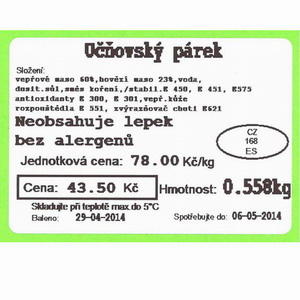 Učňovský párek
Složení:
vepřové maso 60%,hovězí maso 23%,voda,
dusit.sůl,směs koření,/stabil.E 450, E 451, E575
antioxidanty E 300, E 301,vepř.kůže
rozpouštědla E 551, zvýrazňovač chuti E621
Neobsahuje lepek
bez alergenů
CZ
168
ES
Jednotková cena: 78.00 Kč/kg
Cena: 43.50 Kč Hmotnost: 0.558kg
Skladujte při teplotě max do 5°C
Baleno: 29-04-2014 Spotřebujte do: 06-05-2014